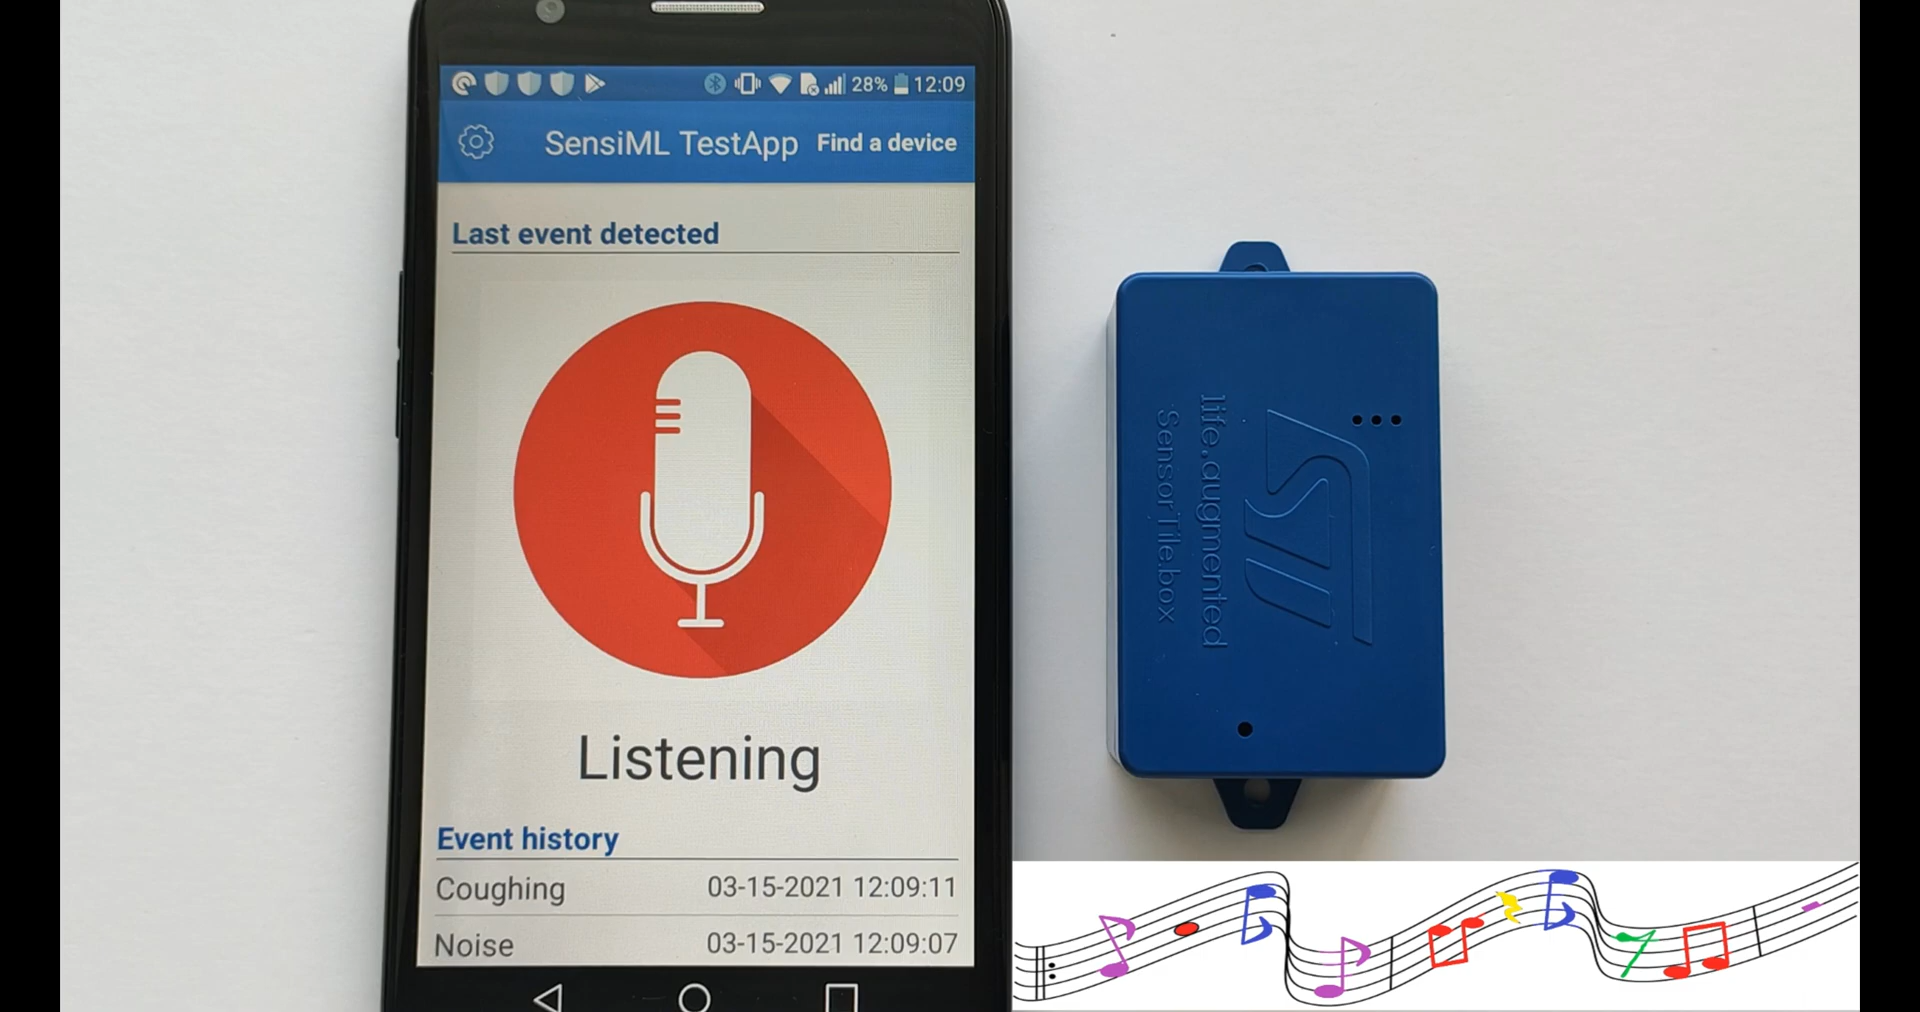 28% 12:09
SensiML TestApp Find a device
Last event detected
Listening
Event history
Coughing 03-15-2021 12:09:11
Noise 03-15-2021 12:09:07
ST
life.augmented
SensorTile.box